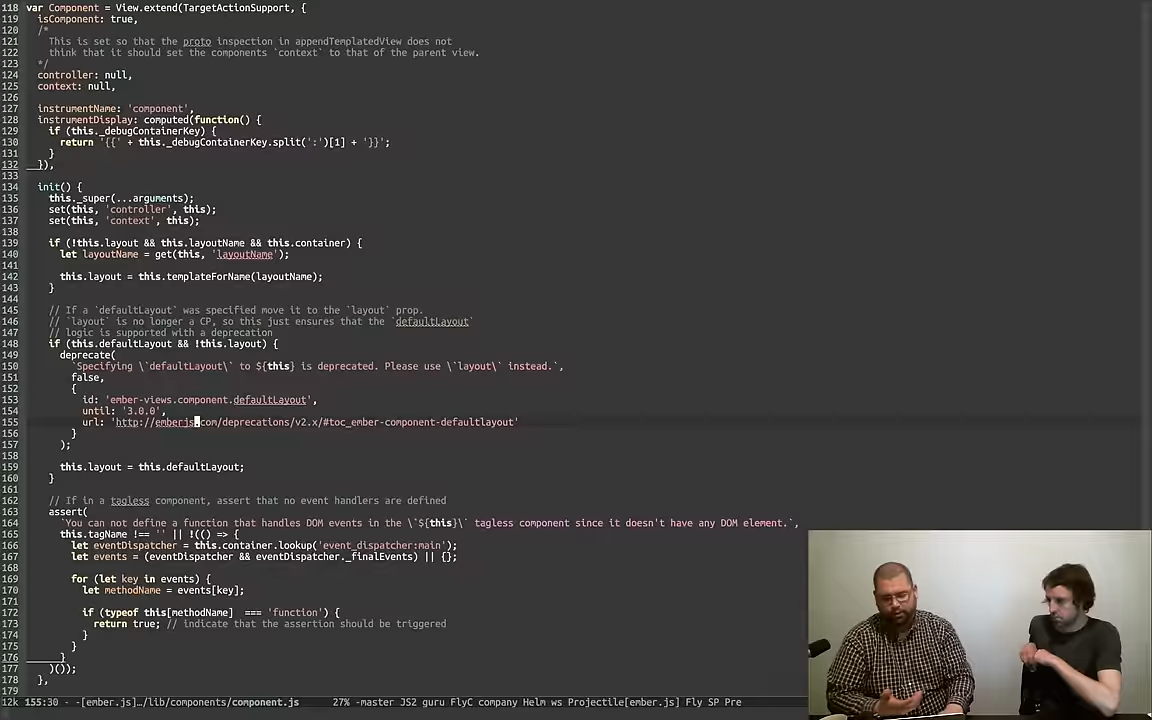 118 var Component = View.extend(TargetActionSupport, {
119   isComponent: true,
120   /*
121     This is set so that the proto inspection in appendTemplatedView does not
122     think that it should set the components `context` to that of the parent view.
123   */
124   controller: null,
125   context: null,
126
127   instrumentName: 'component',
128   instrumentDisplay: computed(function() {
129     if (this._debugContainerKey) {
130       return '{{' + this._debugContainerKey.split(':')[1] + '}}';
131     }
132   }),
133
134   init() {
135     this._super(...arguments);
136     set(this, 'controller', this);
137     set(this, 'context', this);
138
139     if (!this.layout && this.layoutName && this.container) {
140       let layoutName = get(this, 'layoutName');
141
142       this.layout = this.templateForName(layoutName);
143     }
144
145     // If a `defaultLayout` was specified move it to the `layout` prop.
146     // `layout` is no longer a CP, so this just ensures that the `defaultLayout`
147     // logic is supported with a deprecation
148     if (this.defaultLayout && !this.layout) {
149       deprecate(
150         `Specifying \`defaultLayout\` to ${this} is deprecated. Please use \`layout\` instead.`,
151         false,
152         {
153           id: 'ember-views.component.defaultLayout',
154           until: '3.0.0',
155           url: 'http://emberjs.com/deprecations/v2.x/#toc_ember-component-defaultlayout'
156         }
157       );
158
159       this.layout = this.defaultLayout;
160     }
161
162     // If in a tagless component, assert that no event handlers are defined
163     assert(
164       `You can not define a function that handles DOM events in the \`${this}\` tagless component since it doesn't have any DOM element.`,
165       this.tagName !== '' || !(() => {
166         let eventDispatcher = this.container.lookup('event_dispatcher:main');
167         let events = (eventDispatcher && eventDispatcher._finalEvents) || {};
168
169         for (let key in events) {
170           let methodName = events[key];
171
172           if (typeof this[methodName]  === 'function') {
173             return true; // indicate that the assertion should be triggered
174           }
175         }
176       }
177     )());
178   },
179
12k 155:30 - -[ember.js]…/lib/components/component.js      27% -master JS2 guru FlyC company Helm ws Projectile[ember.js] Fly SP Pre